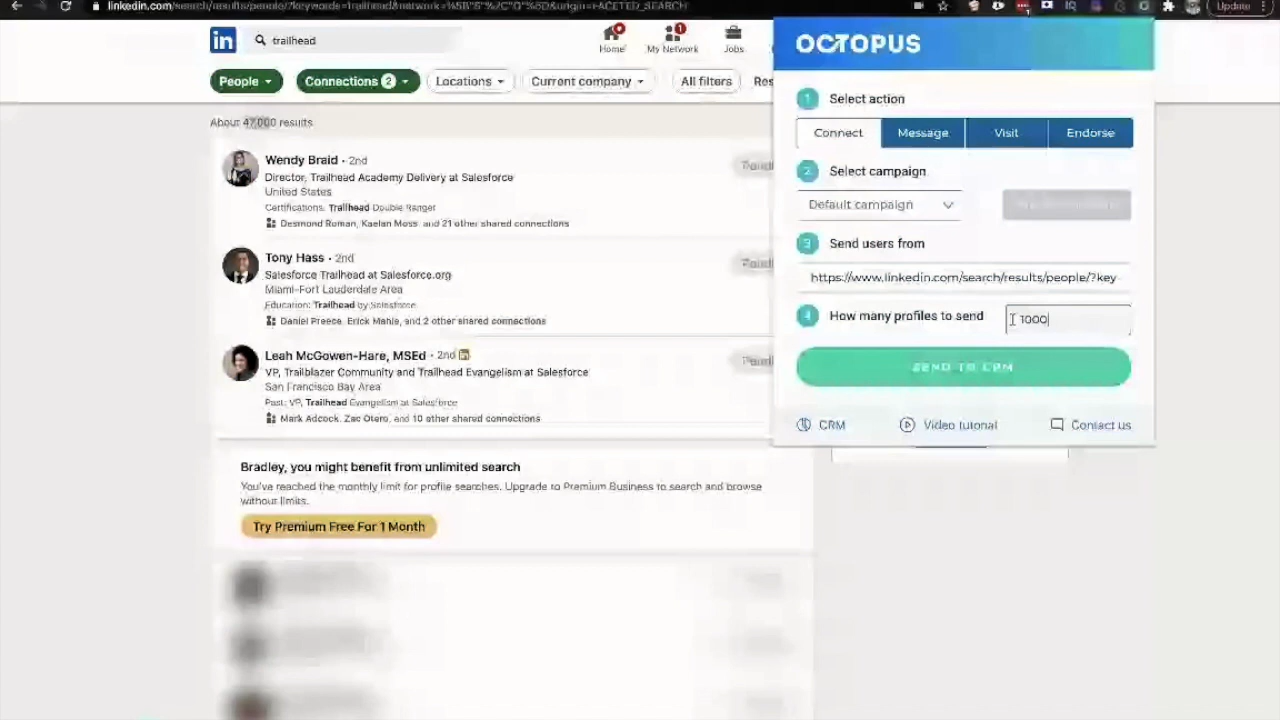 in
trailhead
Home
My Network
1
Jobs
Update
People
Connections 2
Locations
Current company
All filters
About 47,000 results
Wendy Braid · 2nd
Director, Trailhead Academy Delivery at Salesforce
United States
Certifications: Trailhead Double Ranger
Desmond Roman, Kaelan Moss, and 21 other shared connections
Tony Hass · 2nd
Salesforce Trailhead at Salesforce.org
Miami-Fort Lauderdale Area
Education: Trailhead by Salesforce
Daniel Preece, Erick Mahle, and 2 other shared connections
Leah McGowen-Hare, MSEd · 2nd
VP, Trailblazer Community and Trailhead Evangelism at Salesforce
San Francisco Bay Area
Past: VP, Trailhead Evangelism at Salesforce
Mark Adcock, Zac Otero, and 10 other shared connections
Bradley, you might benefit from unlimited search
You've reached the monthly limit for profile searches. Upgrade to Premium Business to search and browse
without limits.
Try Premium Free For 1 Month
OCTOPUS
1 Select action
Connect
Message
Visit
Endorse
2 Select campaign
Default campaign
3 Send users from
https://www.linkedin.com/search/results/people/?key
4 How many profiles to send
1000
SEND TO CRM
CRM
Video tutorial
Contact us